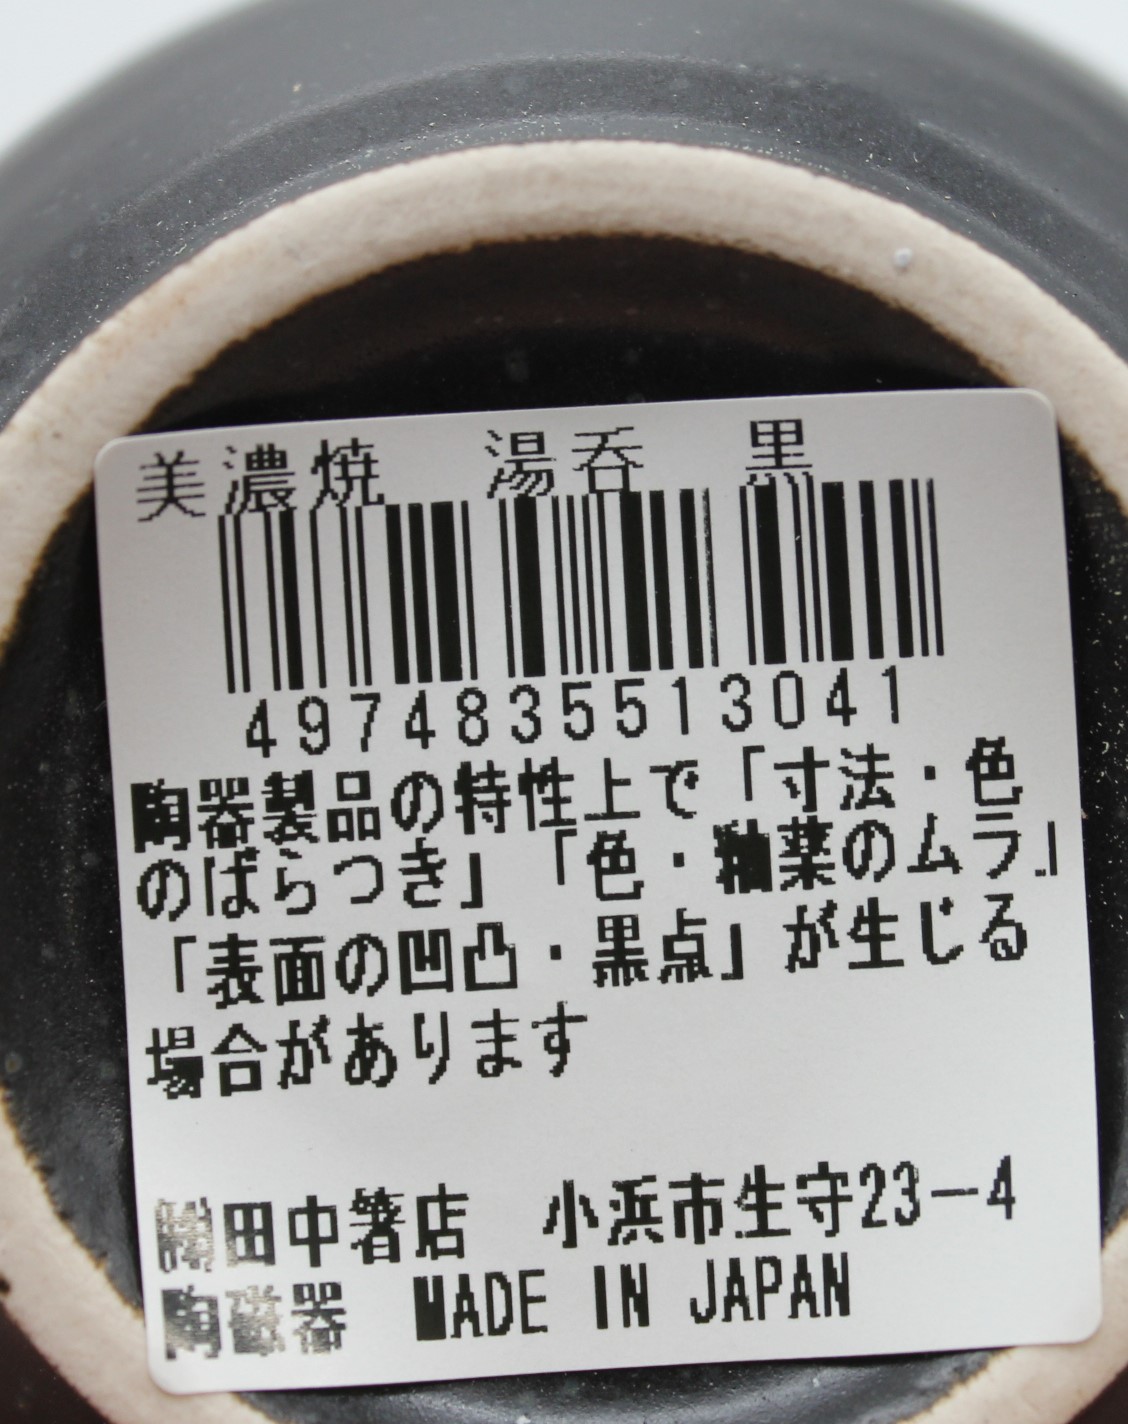 美濃焼 湯呑 黒
4974835513041
陶器製品の特性上で「寸法・色
のばらつき」「色・釉薬のムラ」
「表面の凹凸・黒点」が生じる
場合があります
㈱田中箸店 小浜市生守23-4
陶磁器 MADE IN JAPAN